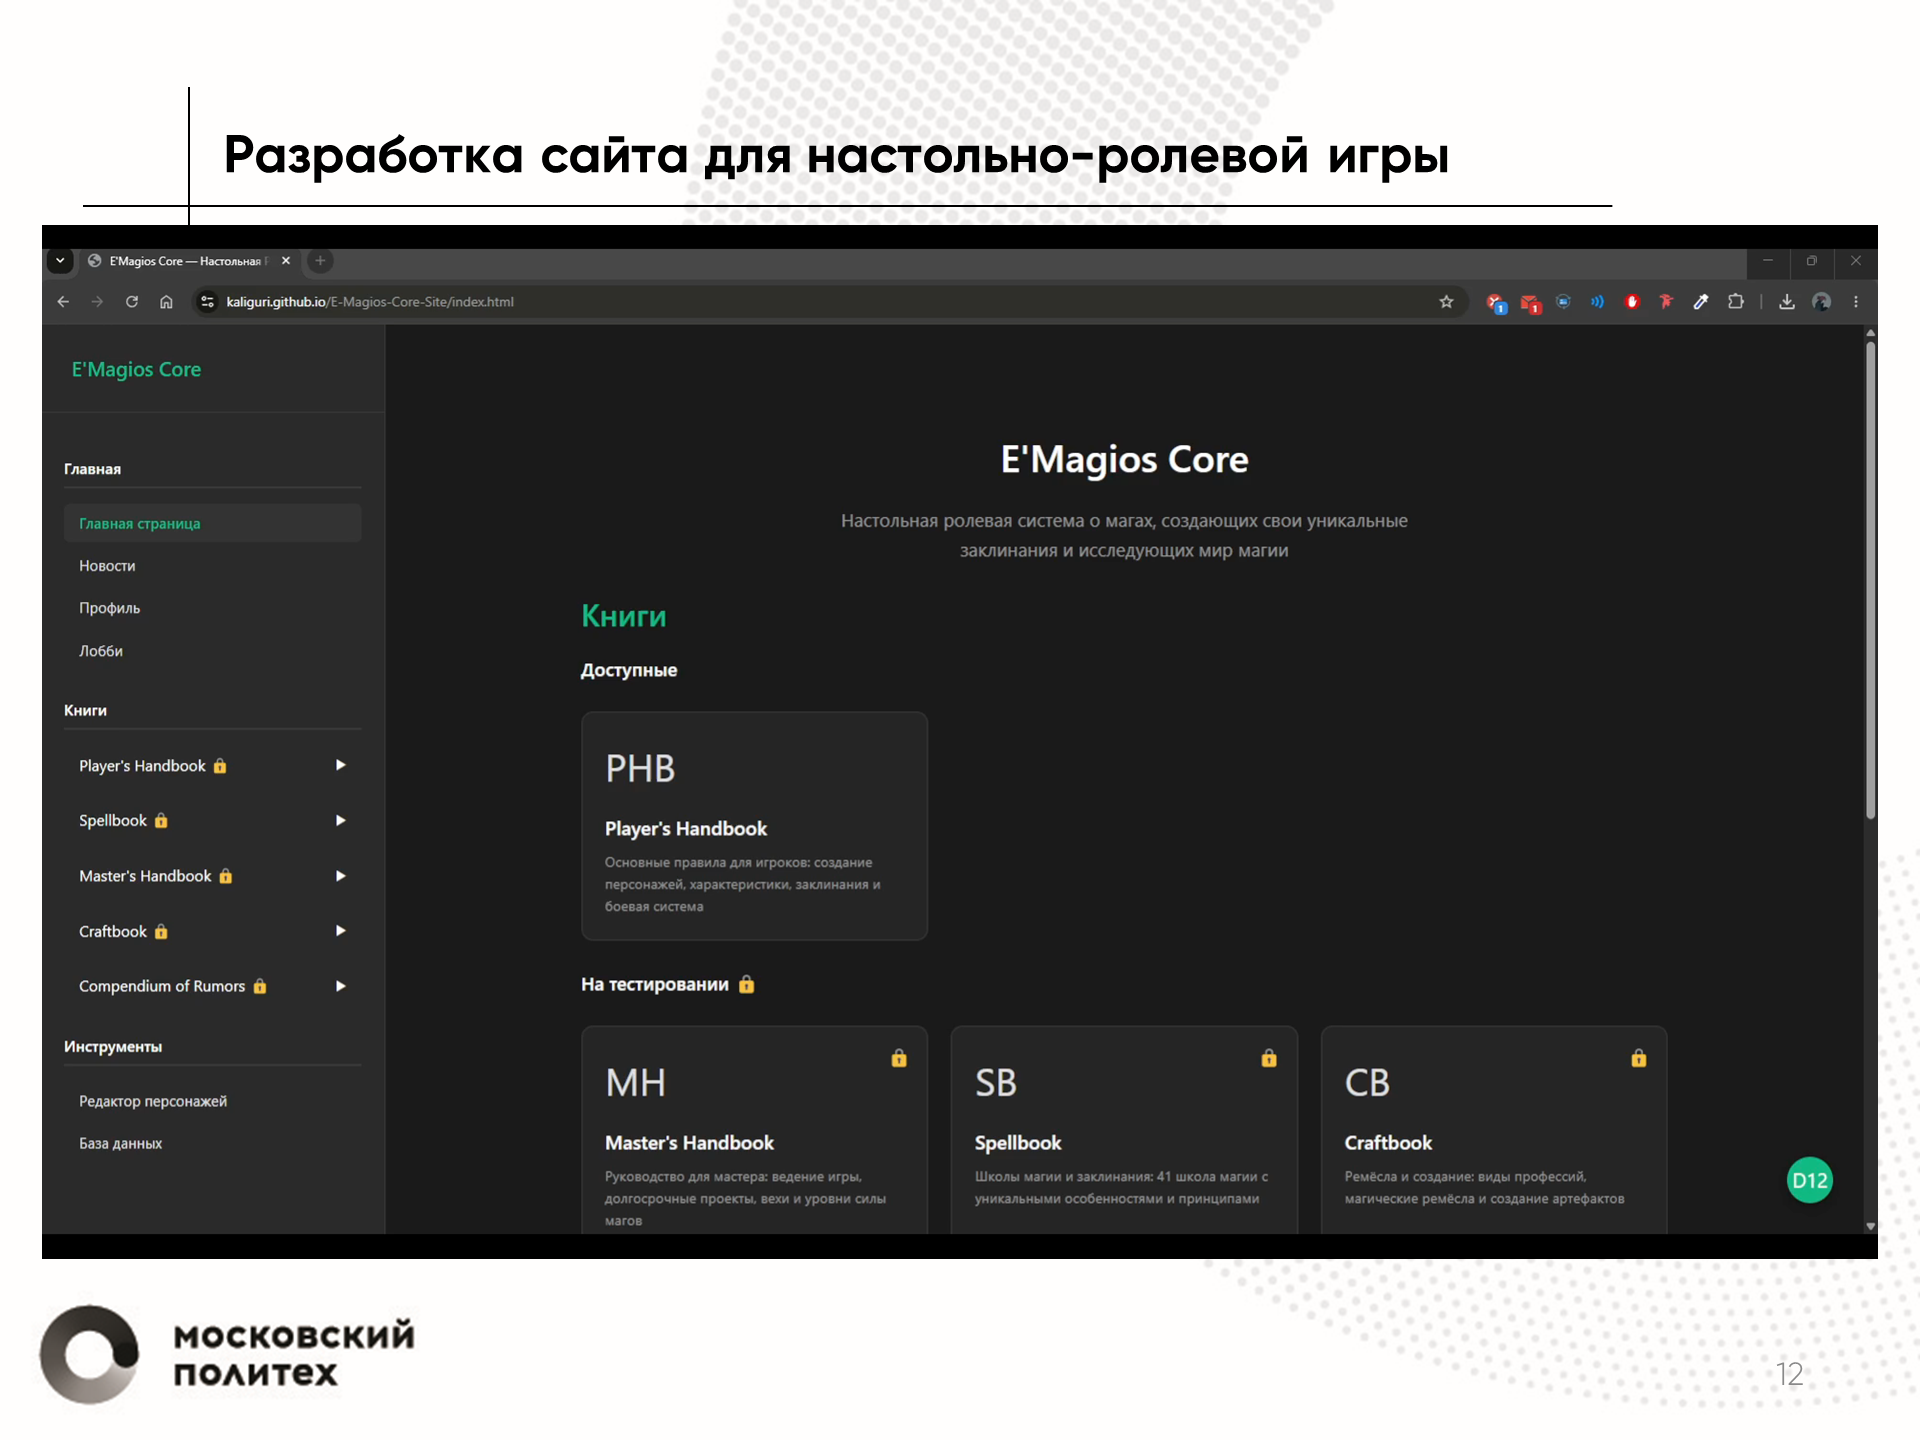 Разработка сайта для настольно-ролевой игры
E'Magios Core — Настольная
kaliguri.github.io/E-Magios-Core-Site/index.html
1
1
E'Magios Core
Главная
Главная страница
Новости
Профиль
Лобби
Книги
Player's Handbook
Spellbook
Master's Handbook
Craftbook
Compendium of Rumors
Инструменты
Редактор персонажей
База данных
E'Magios Core
Настольная ролевая система о магах, создающих свои уникальные
заклинания и исследующих мир магии
Книги
Доступные
PHB
Player's Handbook
Основные правила для игроков: создание
персонажей, характеристики, заклинания и
боевая система
На тестировании
MH
Master's Handbook
Руководство для мастера: ведение игры,
долгосрочные проекты, вехи и уровни силы
магов
SB
Spellbook
Школы магии и заклинания: 41 школа магии с
уникальными особенностями и принципами
CB
Craftbook
Ремёсла и создание: виды профессий,
магические ремёсла и создание артефактов
D12
МОСКОВСКИЙ
ПОЛИТЕХ
12